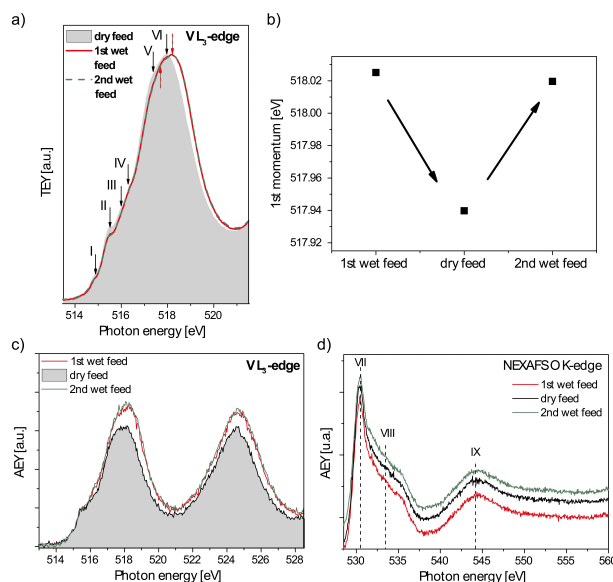 a)
VI
V L3-edge
dry feed
1st wet feed
2nd wet feed
V
IV
III
II
I
TEY [a.u.]
514 516 518 520
Photon energy [eV]
b)
518.02
518.00
517.98
517.96
517.94
517.92
1st momentum [eV]
1st wet feed dry feed 2nd wet feed
c)
1st wet feed
dry feed
2nd wet feed
V L3-edge
AEY [a.u.]
514 516 518 520 522 524 526 528
Photon energy [eV]
d)
VII
NEXAFS O K-edge
1st wet feed
dry feed
2nd wet feed
VIII
IX
AEY [u.a.]
530 535 540 545 550 555 560
Photon energy [eV]